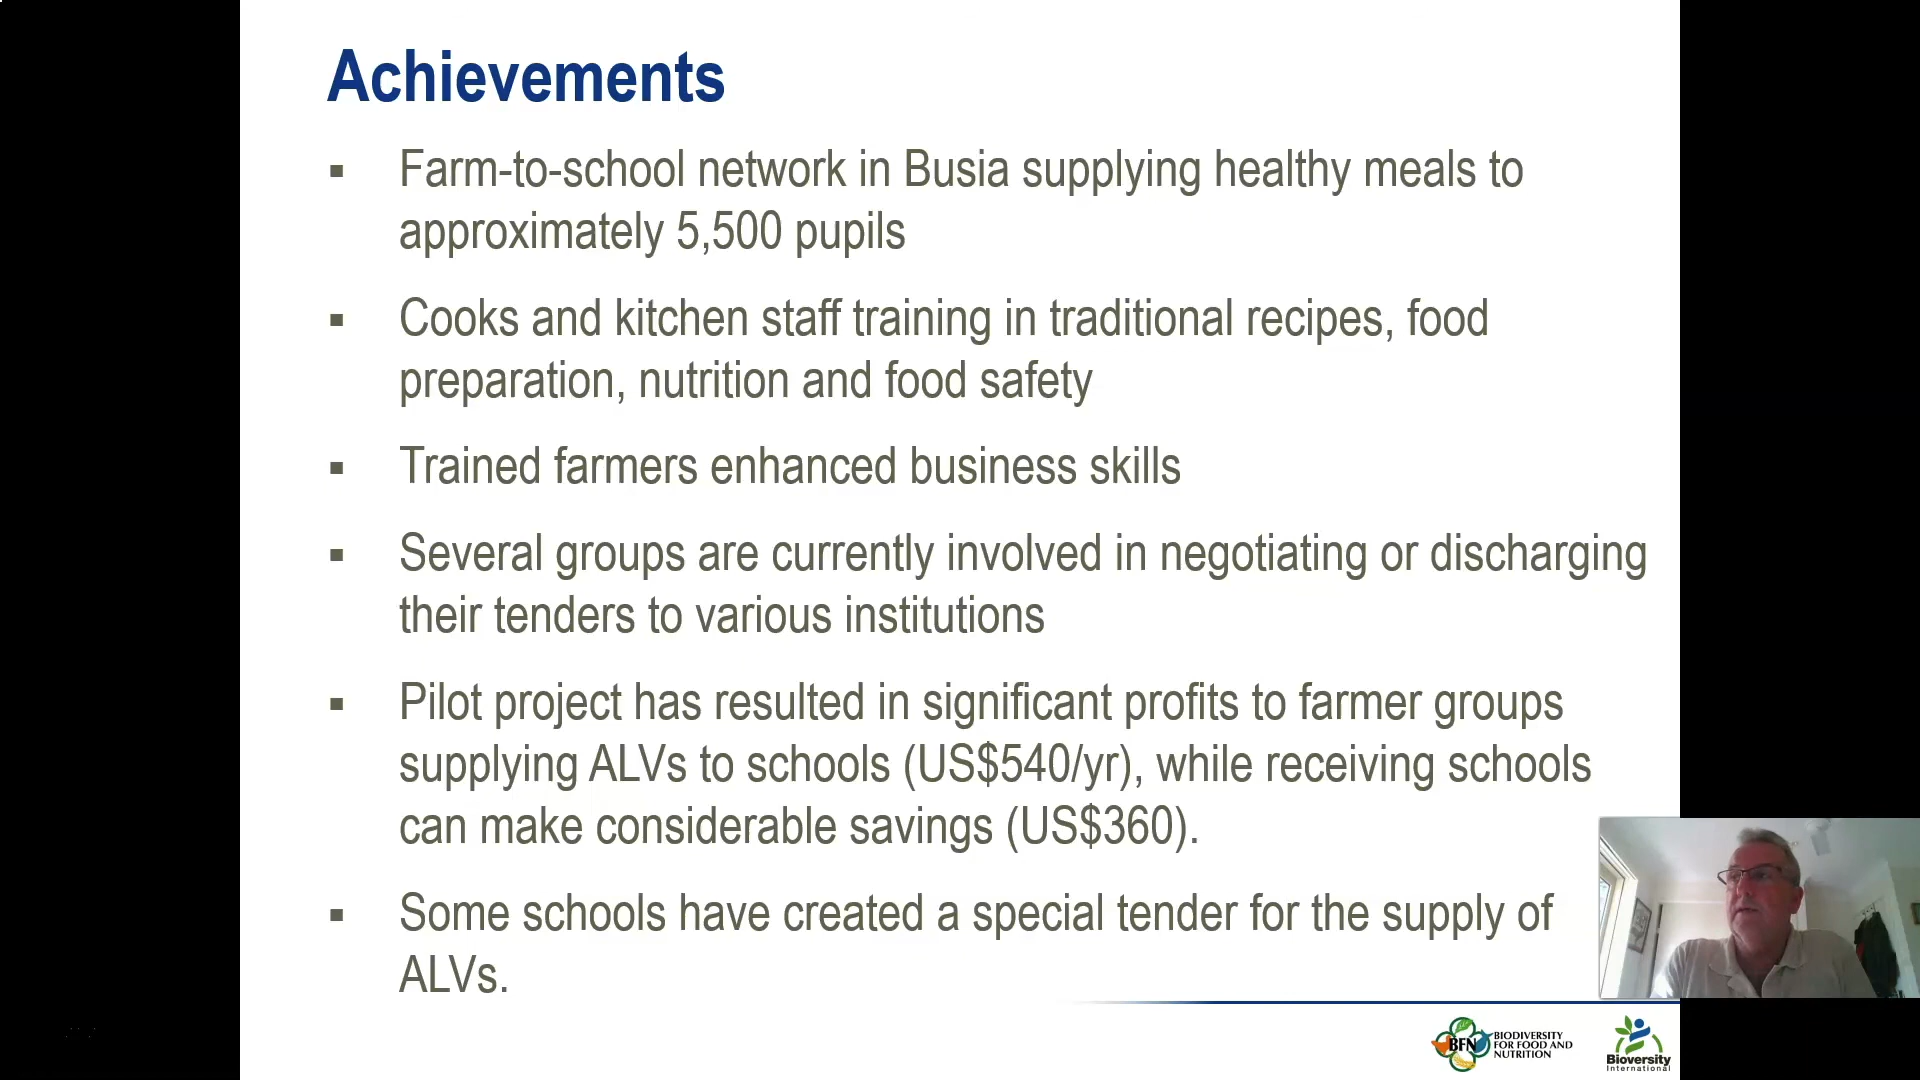 Achievements
▪ Farm-to-school network in Busia supplying healthy meals to
approximately 5,500 pupils
▪ Cooks and kitchen staff training in traditional recipes, food
preparation, nutrition and food safety
▪ Trained farmers enhanced business skills
▪ Several groups are currently involved in negotiating or discharging
their tenders to various institutions
▪ Pilot project has resulted in significant profits to farmer groups
supplying ALVs to schools (US$540/yr), while receiving schools
can make considerable savings (US$360).
▪ Some schools have created a special tender for the supply of
ALVs.
BFN
BIODIVERSITY
FOR FOOD AND
NUTRITION
Bioversity
International